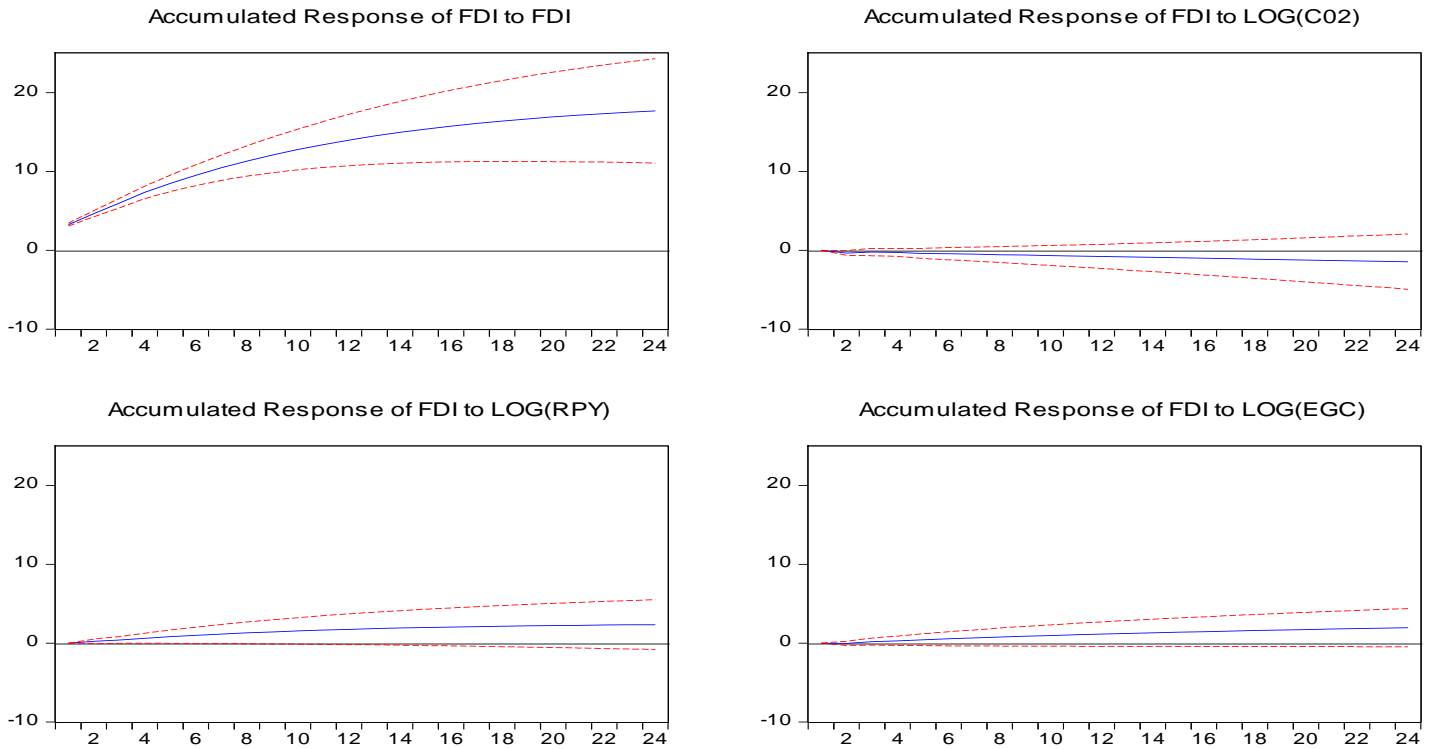 Accumulated Response of FDI to FDI
20
10
0
-10
2 4 6 8 10 12 14 16 18 20 22 24
Accumulated Response of FDI to LOG(C02)
20
10
0
-10
2 4 6 8 10 12 14 16 18 20 22 24
Accumulated Response of FDI to LOG(RPY)
20
10
0
-10
2 4 6 8 10 12 14 16 18 20 22 24
Accumulated Response of FDI to LOG(EGC)
20
10
0
-10
2 4 6 8 10 12 14 16 18 20 22 24